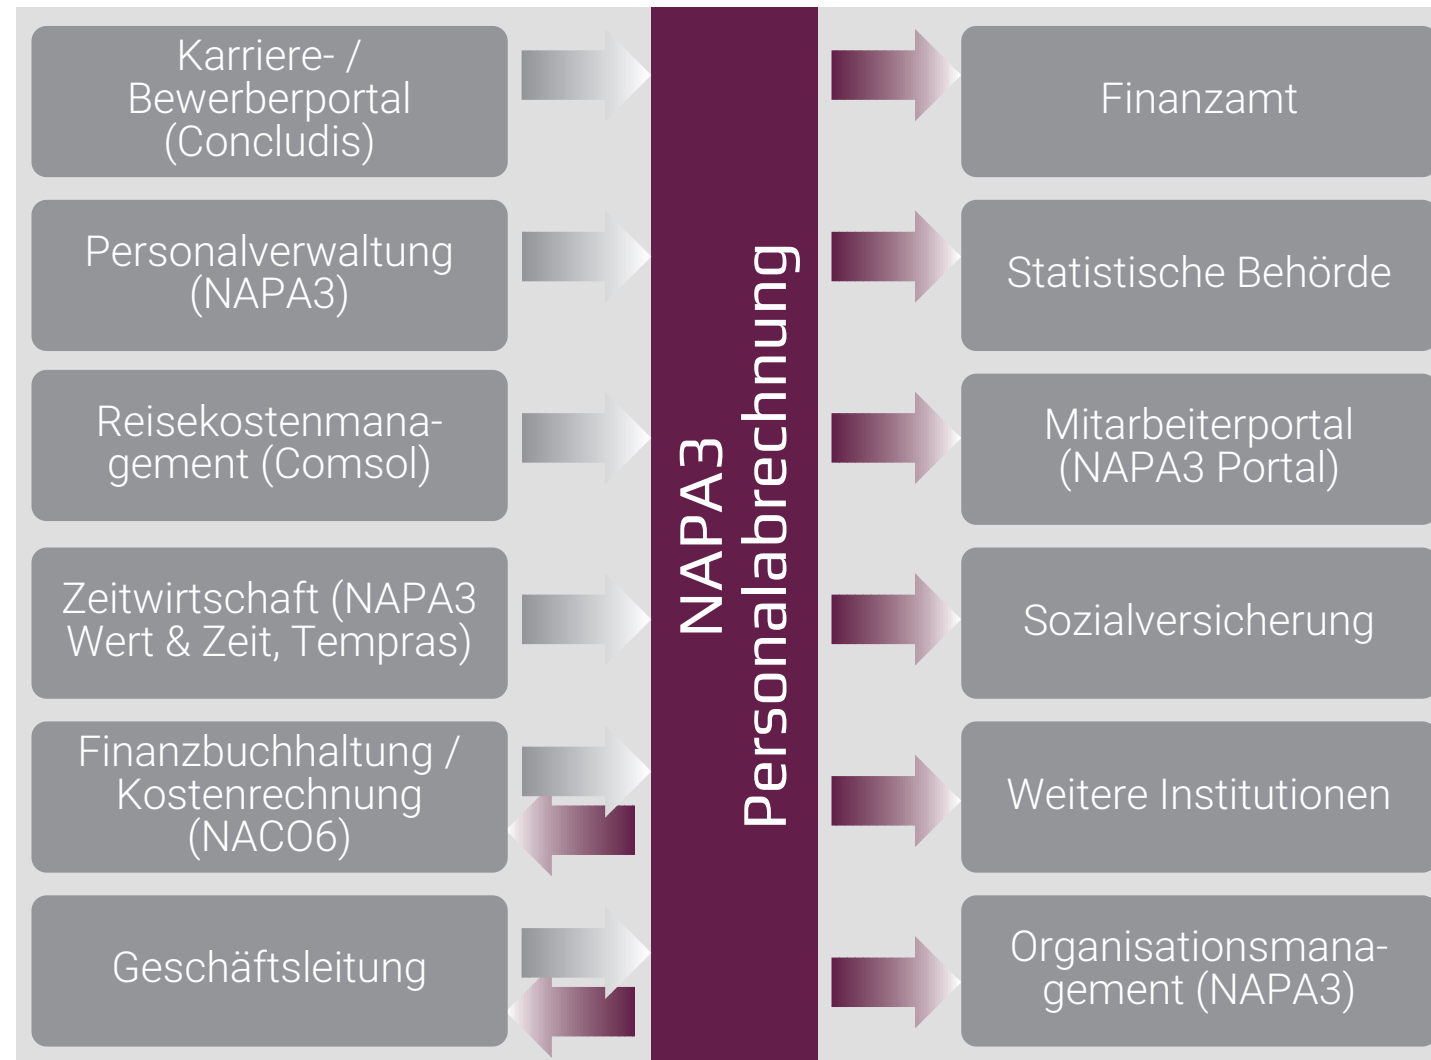 Karriere- /
Bewerberportal
(Concludis)
Personalverwaltung
(NAPA3)
Reisekostenmana-
gement (Comsol)
Zeitwirtschaft (NAPA3
Wert & Zeit, Tempras)
Finanzbuchhaltung /
Kostenrechnung
(NACO6)
Geschäftsleitung
NAPA3
Personalabrechnung
Finanzamt
Statistische Behörde
Mitarbeiterportal
(NAPA3 Portal)
Sozialversicherung
Weitere Institutionen
Organisationsmana-
gement (NAPA3)